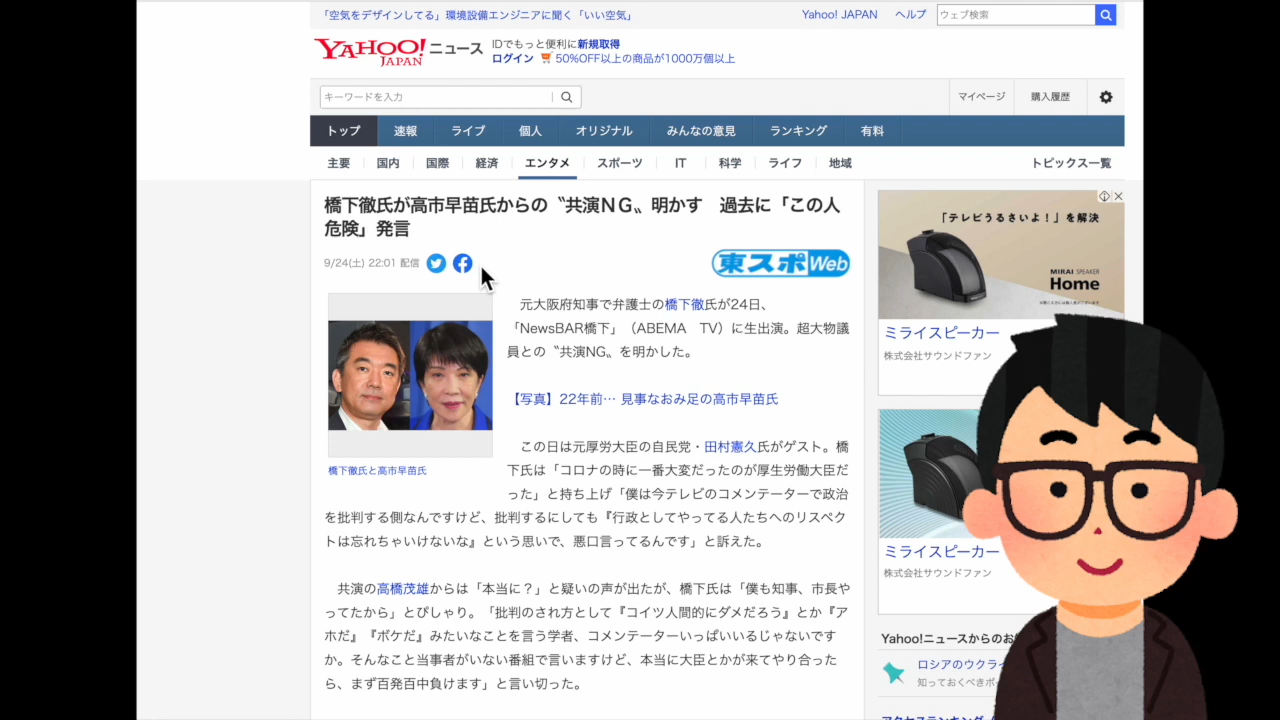 「空気をデザインしてる」環境設備エンジニアに聞く「いい空気」
Yahoo! JAPAN ヘルプ ウェブ検索
YAHOO! JAPAN ニュース
IDでもっと便利に新規取得
ログイン 50%OFF以上の商品が1000万個以上
キーワードを入力
マイページ 購入履歴
トップ 速報 ライブ 個人 オリジナル みんなの意見 ランキング 有料
主要 国内 国際 経済 エンタメ スポーツ IT 科学 ライフ 地域 トピックス一覧
橋下徹氏が高市早苗氏からの〝共演ＮＧ〟明かす　過去に「この人
危険」発言
9/24(土) 22:01 配信
東スポWeb
元大阪府知事で弁護士の橋下徹氏が24日、
「NewsBAR橋下」（ABEMA　TV）に生出演。超大物議
員との〝共演NG〟を明かした。
【写真】22年前… 見事なおみ足の高市早苗氏
橋下徹氏と高市早苗氏
この日は元厚労大臣の自民党・田村憲久氏がゲスト。橋
下氏は「コロナの時に一番大変だったのが厚生労働大臣だ
った」と持ち上げ「僕は今テレビのコメンテーターで政治
を批判する側なんですけど、批判するにしても『行政としてやってる人たちへのリスペク
トは忘れちゃいけないな』という思いで、悪口言ってるんです」と訴えた。
共演の高橋茂雄からは「本当に？」と疑いの声が出たが、橋下氏は「僕も知事、市長や
ってたから」とぴしゃり。「批判のされ方として『コイツ人間的にダメだろう』とか『ア
ホだ』『ボケだ』みたいなことを言う学者、コメンテーターいっぱいいるじゃないです
か。そんなこと当事者がいない番組で言いますけど、本当に大臣とかが来てやり合った
ら、まず百発百中負けます」と言い切った。
「テレビうるさいよ！」を解決
MIRAI SPEAKER
Home
ミライスピーカー
株式会社サウンドファン
ミライスピーカー
株式会社サウンドファン
Yahoo!ニュースからのお
ロシアのウクライ
知っておくべきポ
アクセスランキング